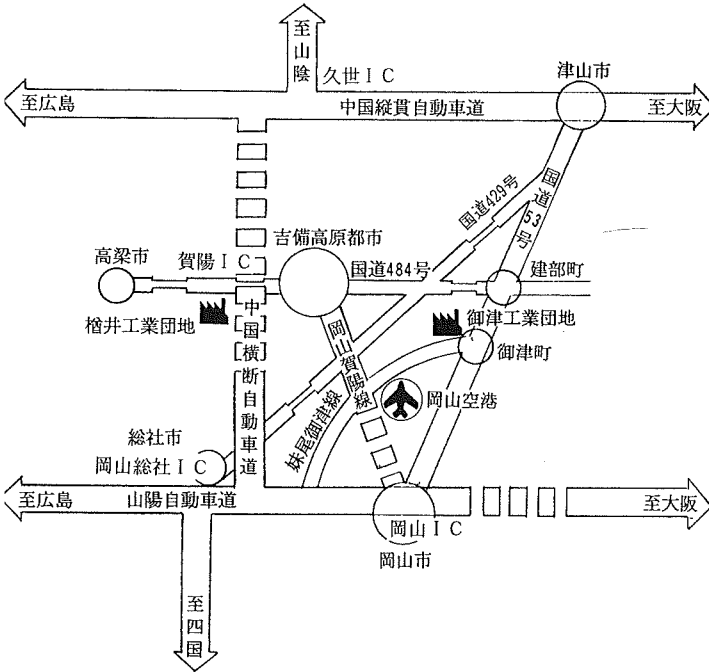 至山陰
久世ＩＣ
津山市
至広島
中国縦貫自動車道
至大阪
国道429号
国道53号
吉備高原都市
高梁市
賀陽ＩＣ
国道484号
建部町
楢井工業団地
中国横断自動車道
岡山賀陽線
御津工業団地
御津町
妹尾御津線
岡山空港
総社市
岡山総社ＩＣ
至広島
山陽自動車道
至大阪
岡山ＩＣ
岡山市
至四国